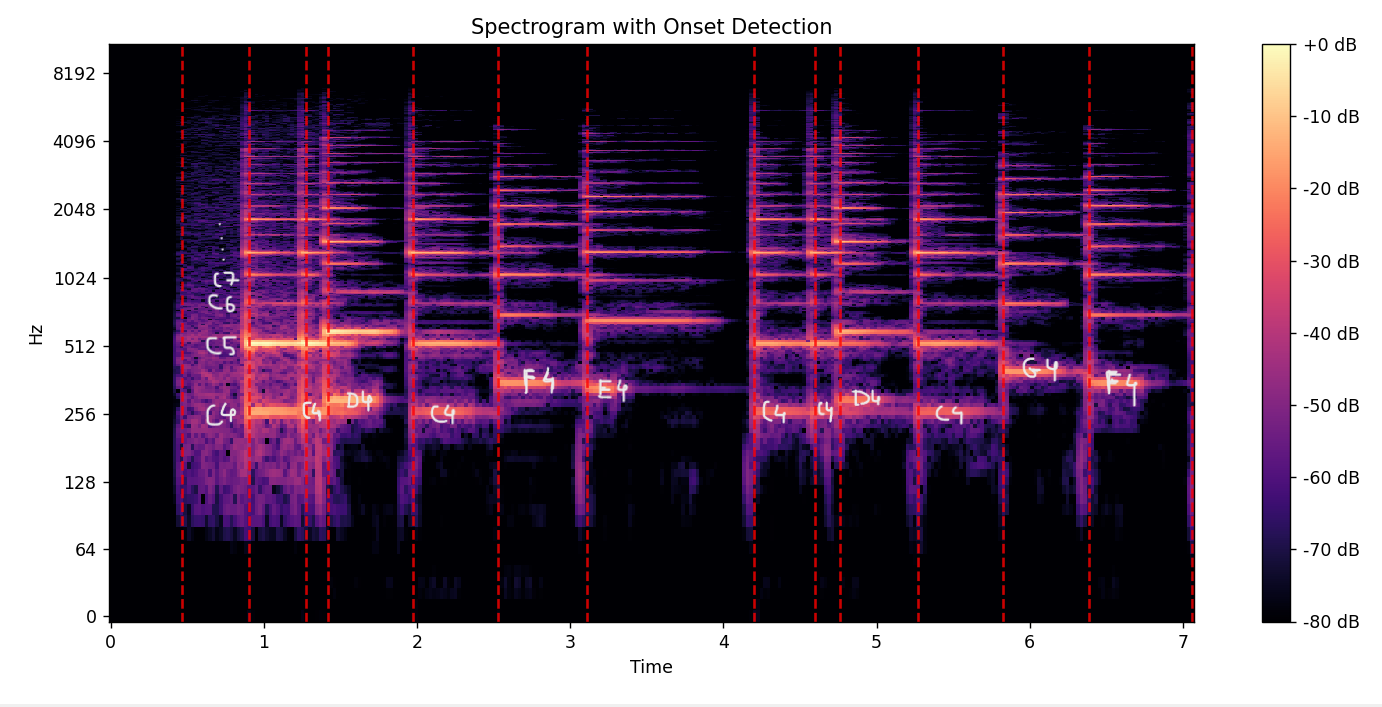 Spectrogram with Onset Detection
8192
4096
2048
1024
512
256
128
64
0
Hz
0 1 2 3 4 5 6 7
Time
+0 dB
-10 dB
-20 dB
-30 dB
-40 dB
-50 dB
-60 dB
-70 dB
-80 dB
C7
C6
C5
C4 C4 D4 C4 F4 E4 C4 C4 D4 C4 G4 F4